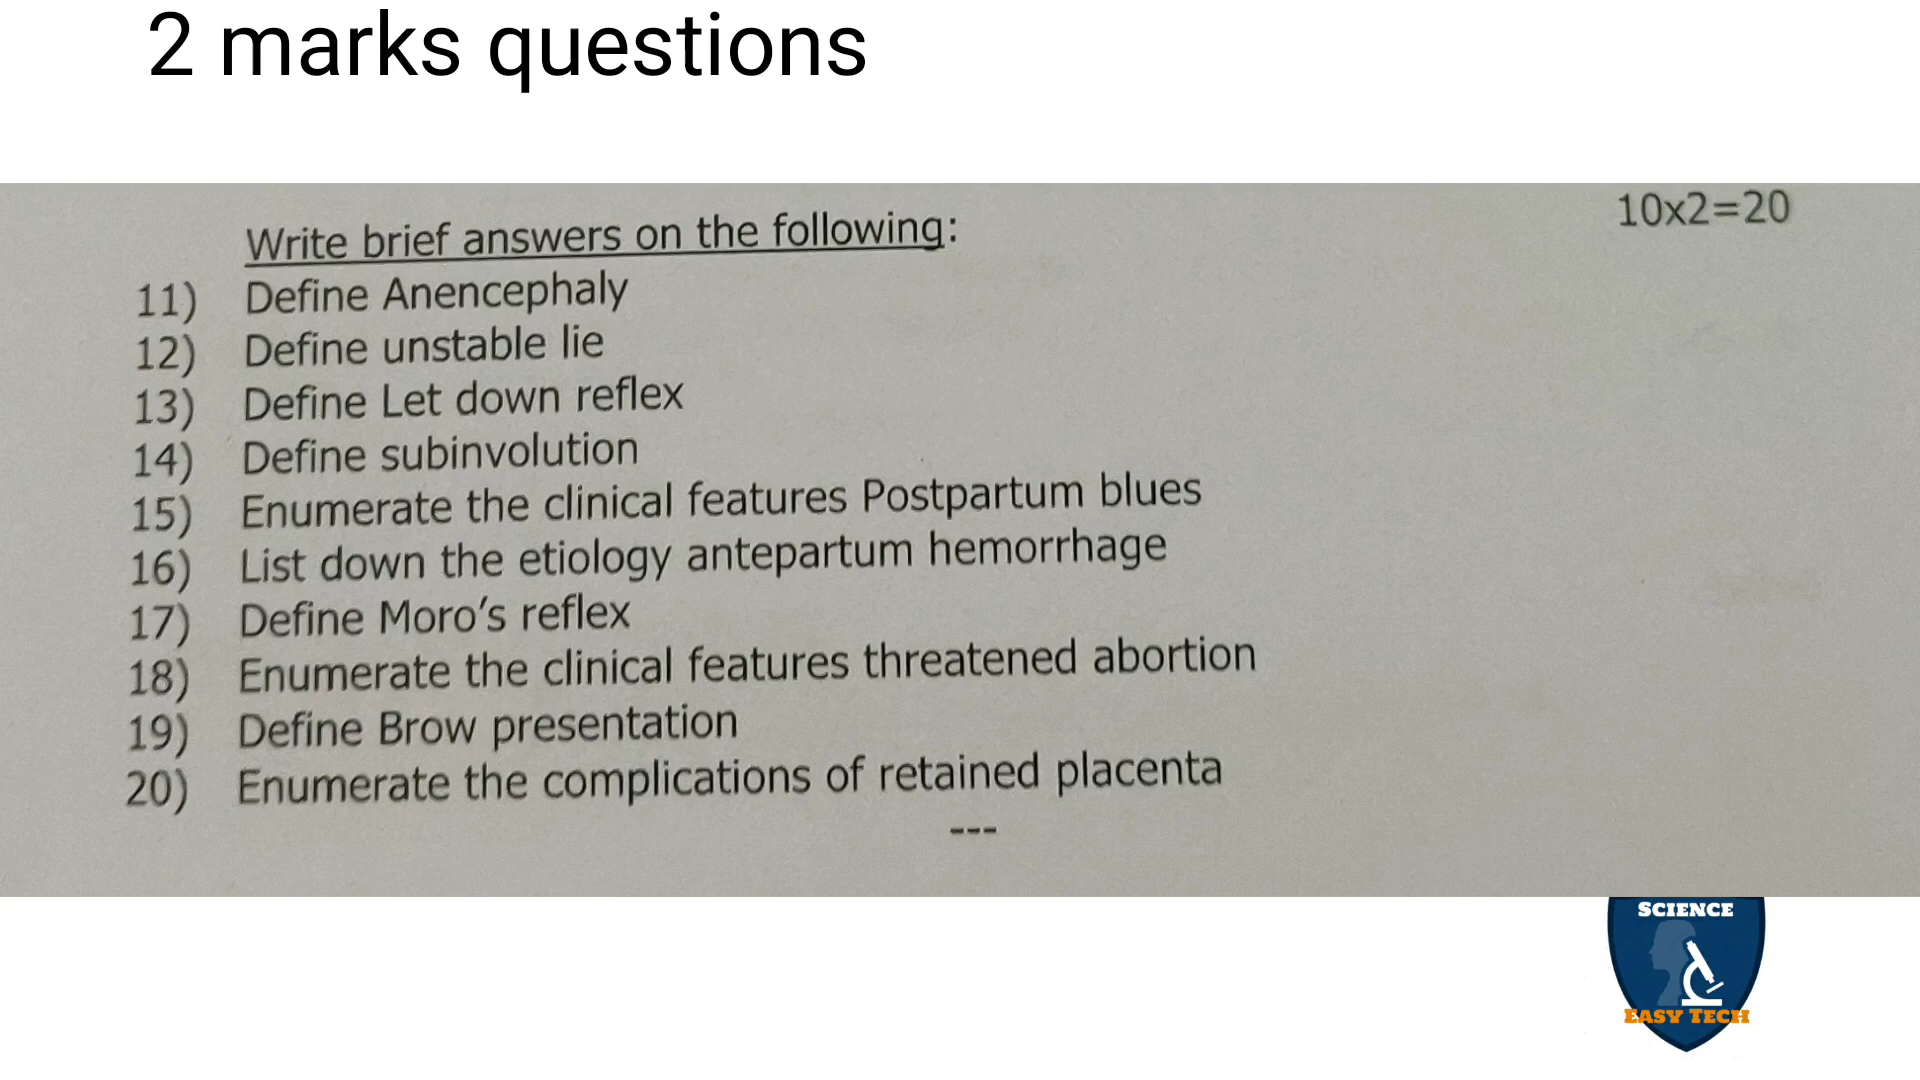 2 marks questions
10x2=20
Write brief answers on the following:
11) Define Anencephaly
12) Define unstable lie
13) Define Let down reflex
14) Define subinvolution
15) Enumerate the clinical features Postpartum blues
16) List down the etiology antepartum hemorrhage
17) Define Moro's reflex
18) Enumerate the clinical features threatened abortion
19) Define Brow presentation
20) Enumerate the complications of retained placenta
---
SCIENCE
EASY TECH